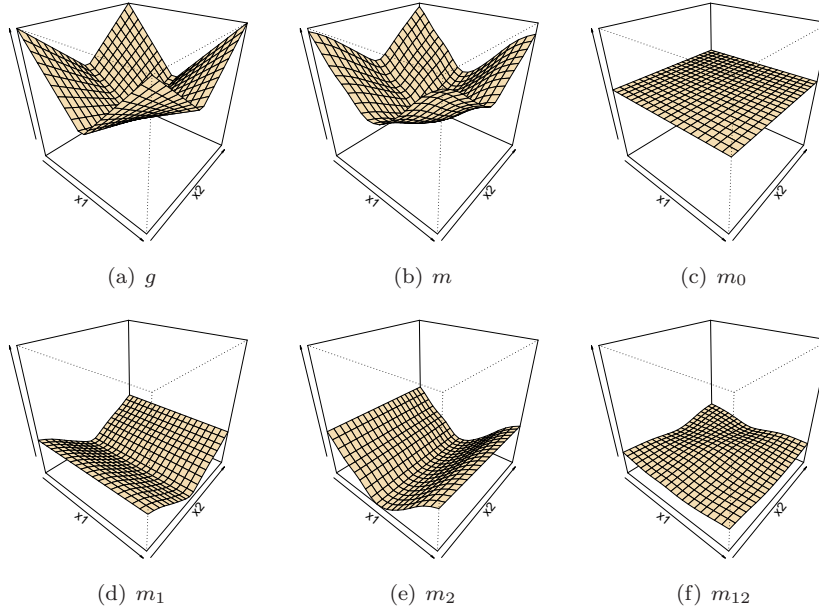 x1 x2 x1 x2 x1 x2
(a) g (b) m (c) m₀
x1 x2 x1 x2 x1 x2
(d) m₁ (e) m₂ (f) m₁₂